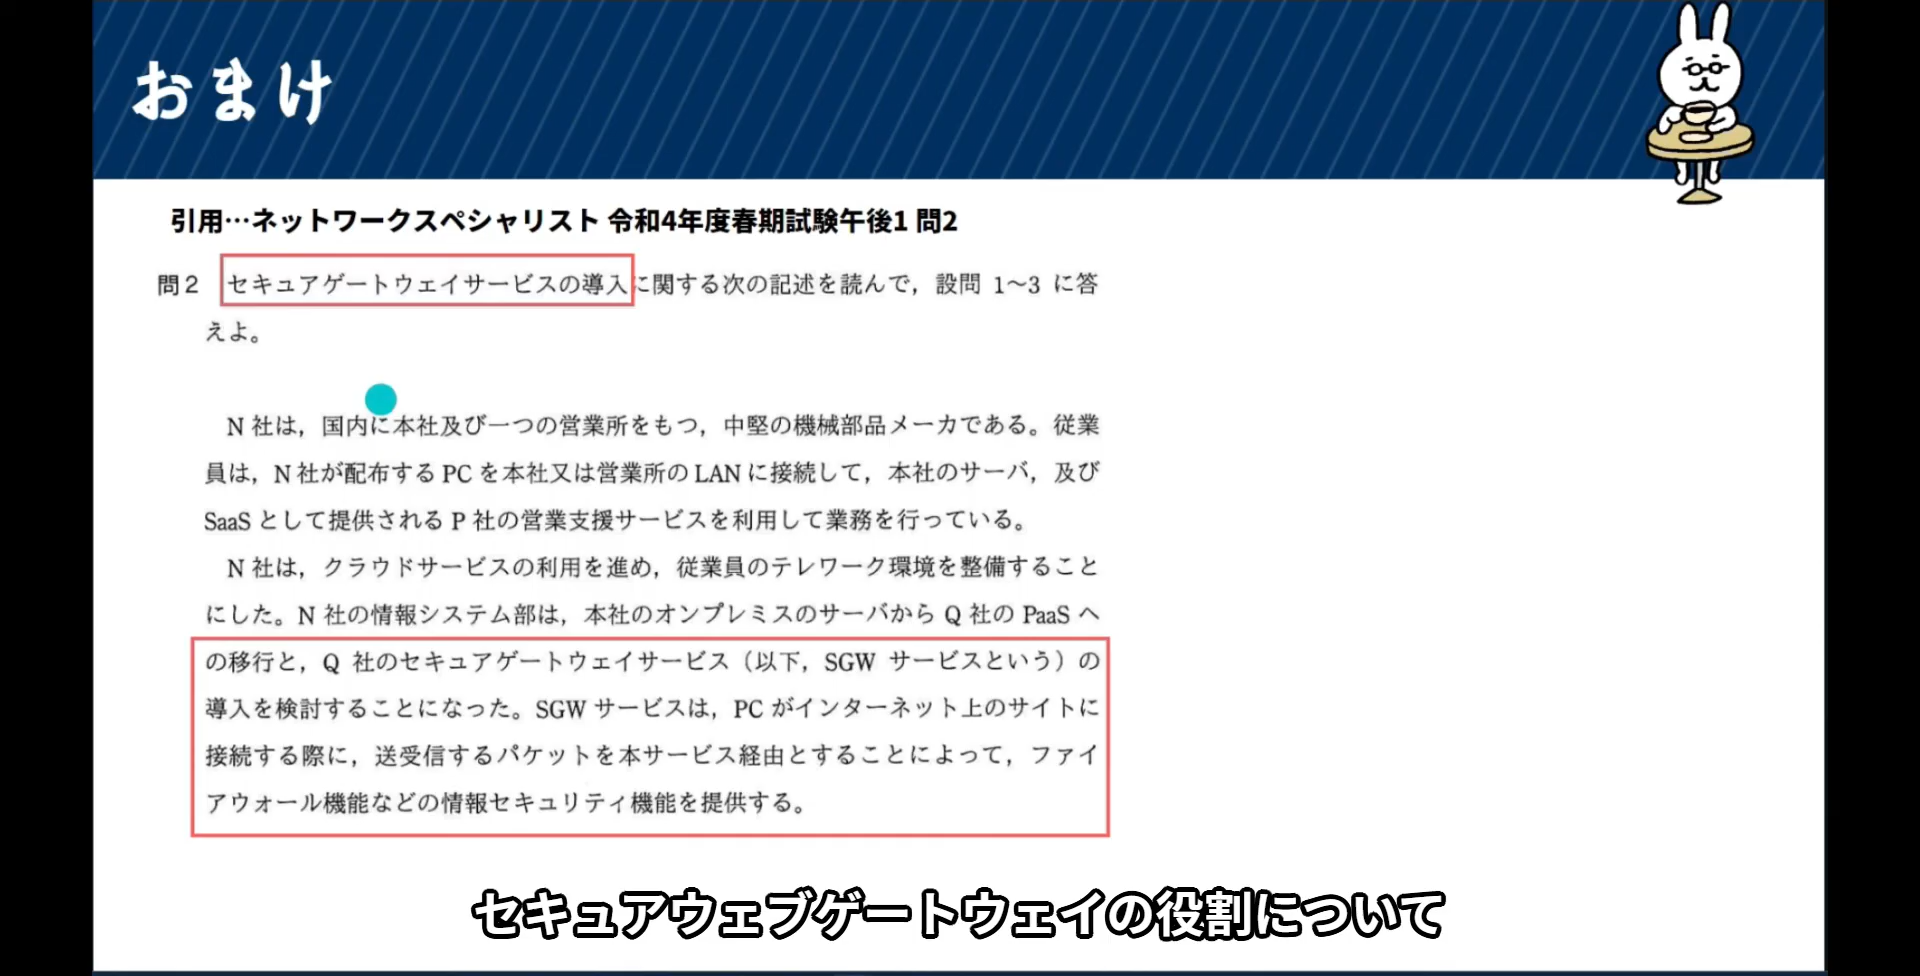 おまけ
引用…ネットワークスペシャリスト 令和4年度春期試験午後1 問2
問2 セキュアゲートウェイサービスの導入に関する次の記述を読んで，設問 1～3 に答
えよ。
N 社は，国内に本社及び一つの営業所をもつ，中堅の機械部品メーカである。従業
員は，N 社が配布する PC を本社又は営業所の LAN に接続して，本社のサーバ，及び
SaaS として提供される P 社の営業支援サービスを利用して業務を行っている。
N 社は，クラウドサービスの利用を進め，従業員のテレワーク環境を整備すること
にした。N 社の情報システム部は，本社のオンプレミスのサーバから Q 社の PaaS へ
の移行と，Q 社のセキュアゲートウェイサービス（以下，SGW サービスという）の
導入を検討することになった。SGW サービスは，PC がインターネット上のサイトに
接続する際に，送受信するパケットを本サービス経由とすることによって，ファイ
アウォール機能などの情報セキュリティ機能を提供する。
セキュアウェブゲートウェイの役割について